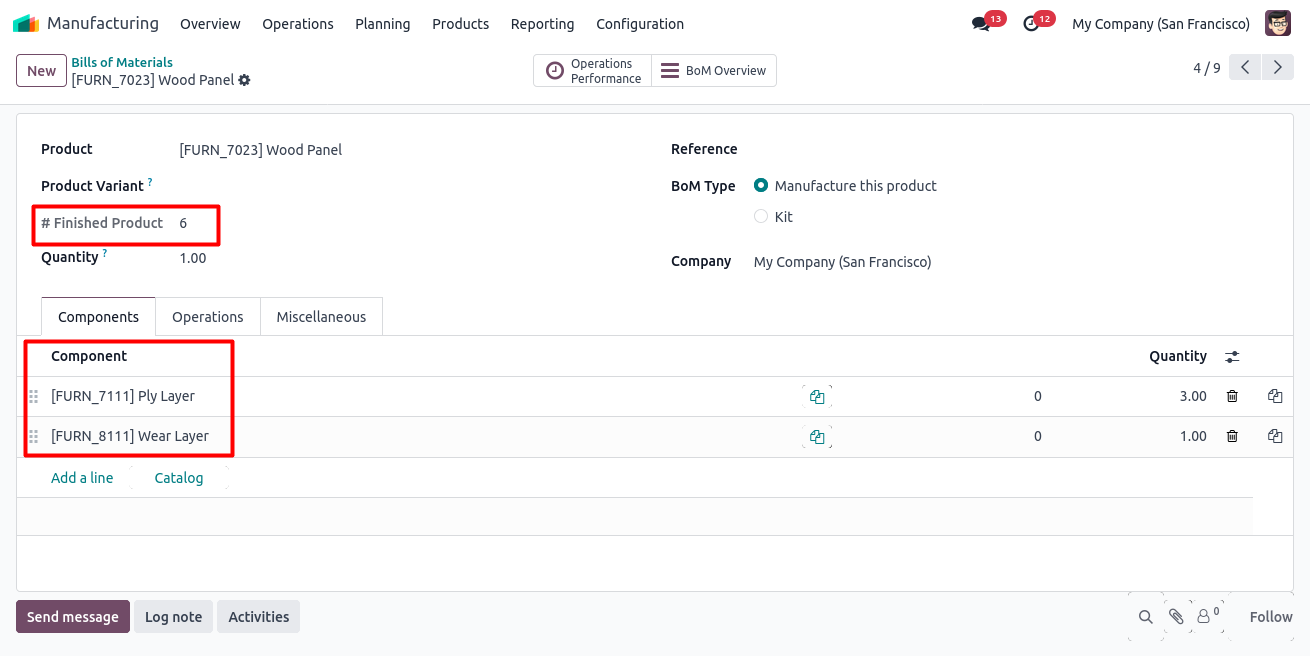 Manufacturing Overview Operations Planning Products Reporting Configuration 13 12 My Company (San Francisco)
New Bills of Materials
[FURN_7023] Wood Panel
Operations Performance BoM Overview 4 / 9
Product [FURN_7023] Wood Panel Reference
Product Variant ? BoM Type Manufacture this product
# Finished Product 6 Kit
Quantity ? 1.00 Company My Company (San Francisco)
Components Operations Miscellaneous
Component Quantity
[FURN_7111] Ply Layer 0 3.00
[FURN_8111] Wear Layer 0 1.00
Add a line Catalog
Send message Log note Activities 0 Follow